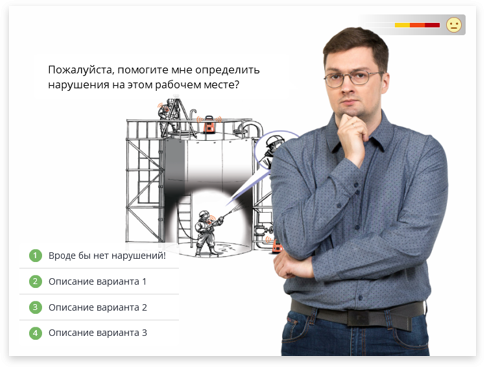 Пожалуйста, помогите мне определить
нарушения на этом рабочем месте?
1 Вроде бы нет нарушений!
2 Описание варианта 1
3 Описание варианта 2
4 Описание варианта 3